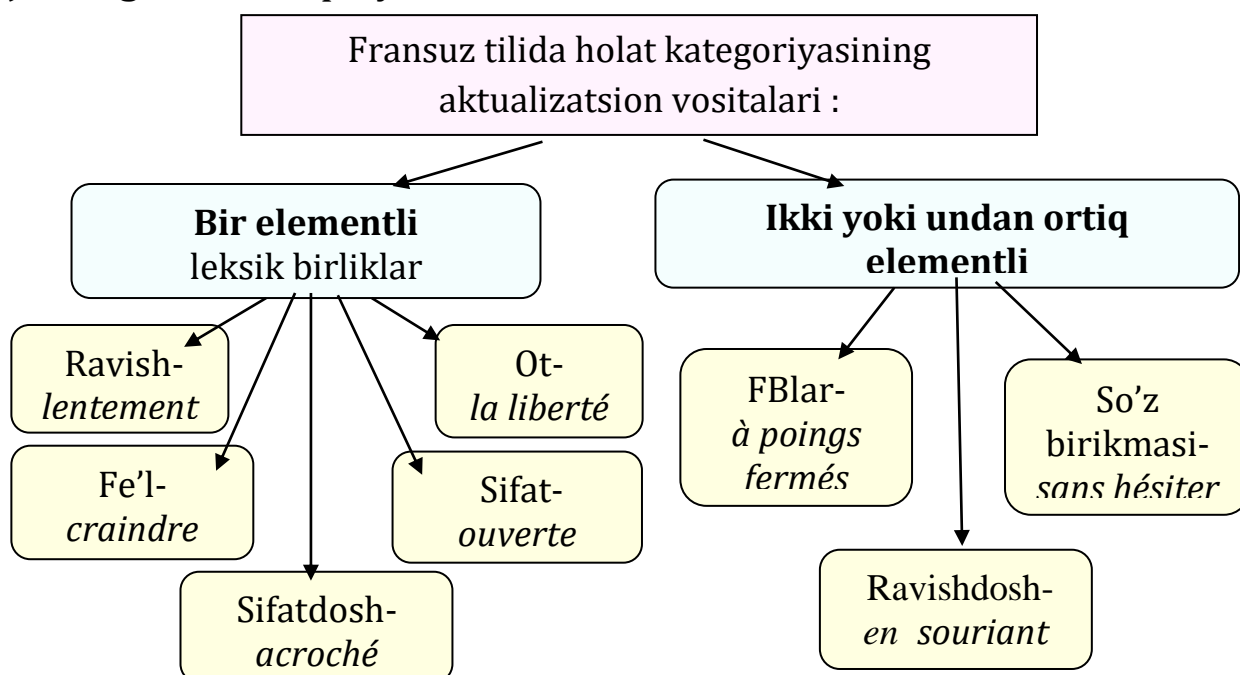 Fransuz tilida holat kategoriyasining
aktualizatsion vositalari :
Bir elementli
leksik birliklar
Ikki yoki undan ortiq
elementli
Ravish-
lentement
Ot-
la liberté
Fe’l-
craindre
Sifat-
ouverte
Sifatdosh-
acroché
FBlar-
à poings
fermés
So’z
birikmasi-
sans hésiter
Ravishdosh-
en souriant